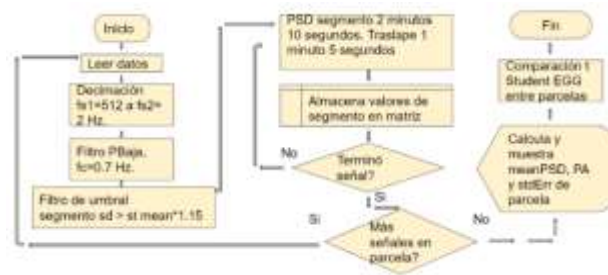 Inicio
Leer datos
Decimación
fs1=512 a fs2=
2 Hz.
Filtro PBaja,
fc=0.7 Hz.
Filtro de umbral
segmento sd > st mean*1.15
PSD segmento 2 minutos
10 segundos. Traslape 1
minuto 5 segundos
Almacena valores de
segmento en matriz
No
Terminó
señal?
Si
Si
Más
señales en
parcela?
No
Calcula y
muestra
meanPSD, PA
y stdErr de
parcela
Comparación t
Student EGG
entre parcelas
Fin